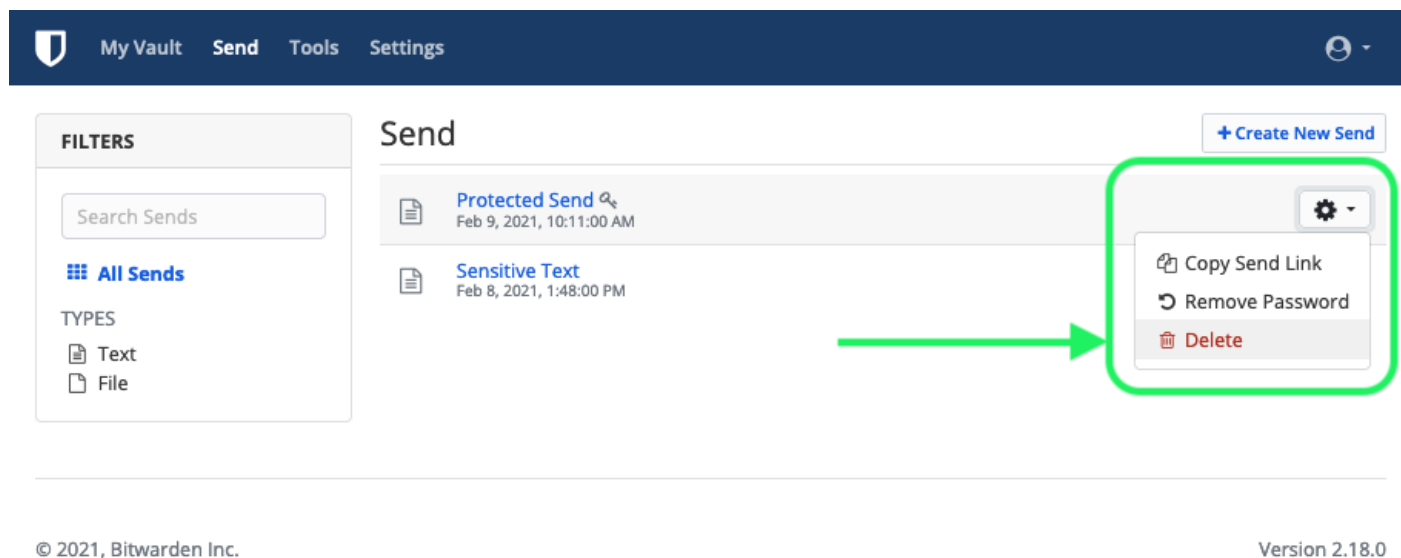 My Vault Send Tools Settings
FILTERS
Search Sends
All Sends
TYPES
Text
File
Send
+ Create New Send
Protected Send
Feb 9, 2021, 10:11:00 AM
Sensitive Text
Feb 8, 2021, 1:48:00 PM
Copy Send Link
Remove Password
Delete
© 2021, Bitwarden Inc.
Version 2.18.0